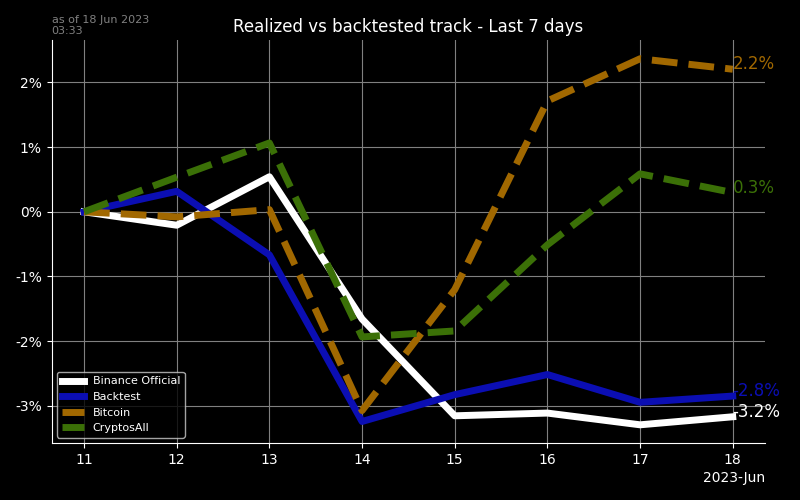 as of 18 Jun 2023
03:33
Realized vs backtested track - Last 7 days
2%
1%
0%
-1%
-2%
-3%
2.2%
0.3%
-2.8%
-3.2%
Binance Official
Backtest
Bitcoin
CryptosAll
11 12 13 14 15 16 17 18
2023-Jun